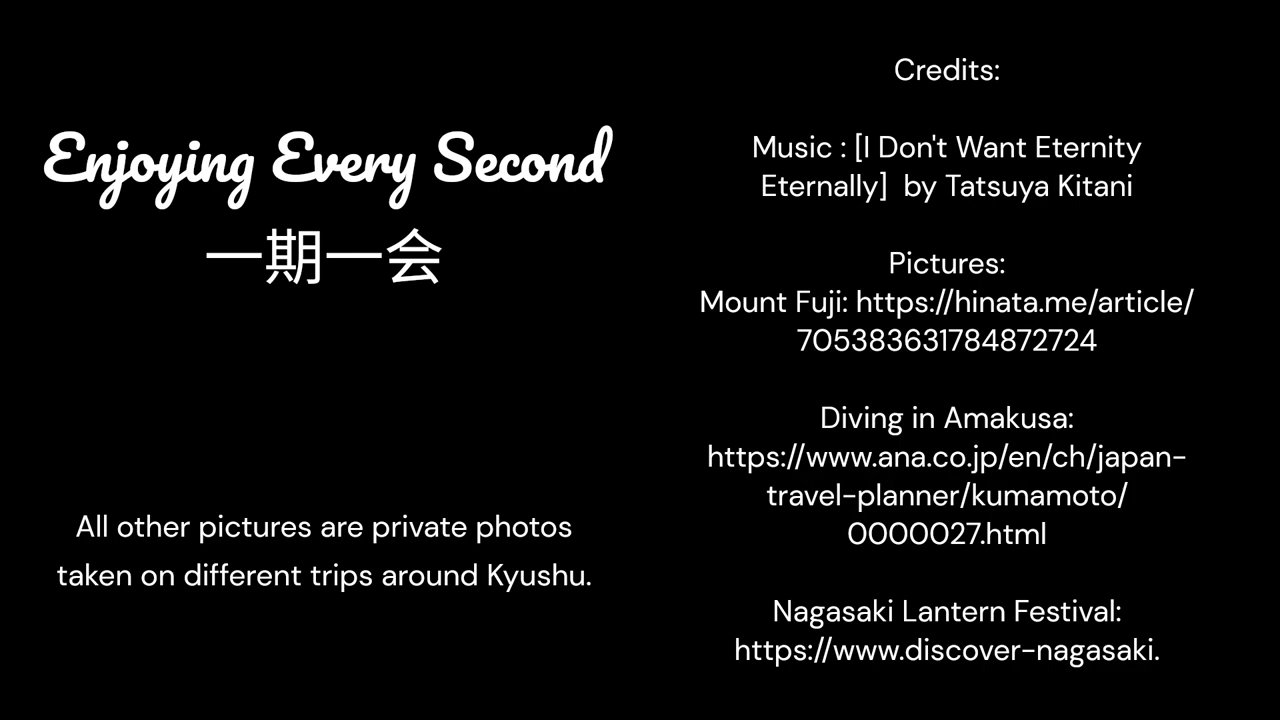 Enjoying Every Second
一期一会
All other pictures are private photos
taken on different trips around Kyushu.
Credits:
Music : [I Don't Want Eternity
Eternally]  by Tatsuya Kitani
Pictures:
Mount Fuji: https://hinata.me/article/
705383631784872724
Diving in Amakusa:
https://www.ana.co.jp/en/ch/japan-
travel-planner/kumamoto/
0000027.html
Nagasaki Lantern Festival:
https://www.discover-nagasaki.